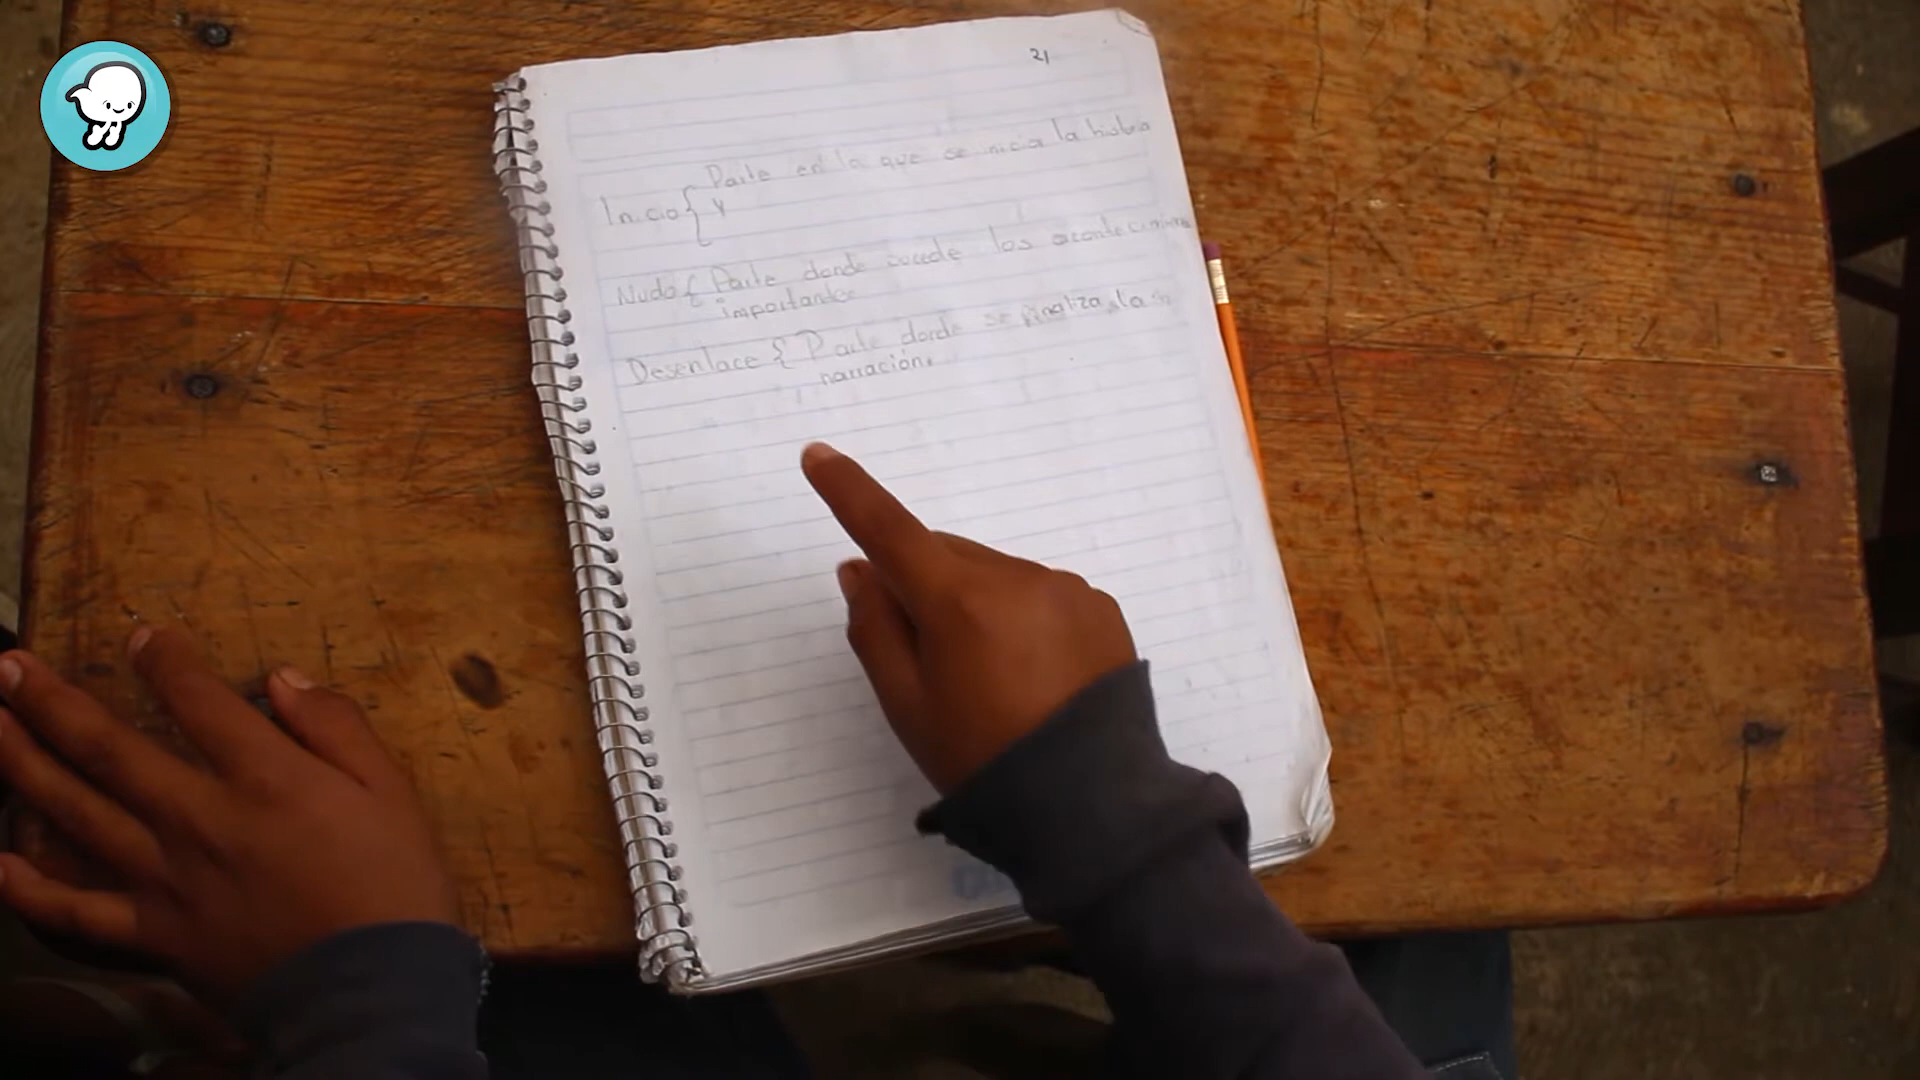 21
Parte en la que se inicia la historia
Inicio { y
Nudo { Parte donde sucede los
importantes
Desenlace { Parte donde se finaliza la
narración.